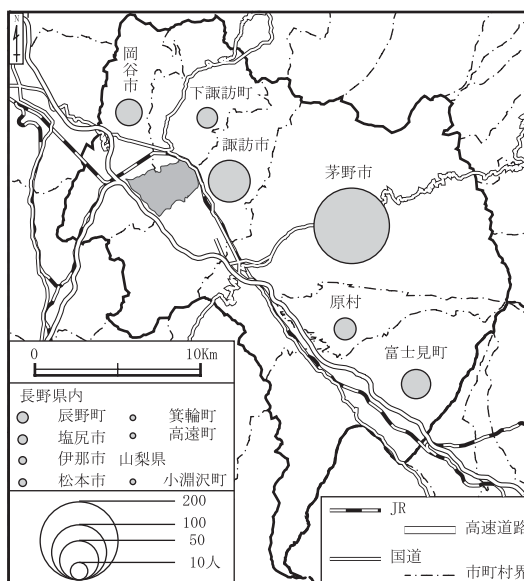 N
岡谷市
下諏訪町
諏訪市
茅野市
原村
富士見町
0 10Km
長野県内
辰野町 箕輪町
塩尻市 高遠町
伊那市 山梨県
松本市 小淵沢町
200
100
50
10人
JR
高速道路
国道
市町村界